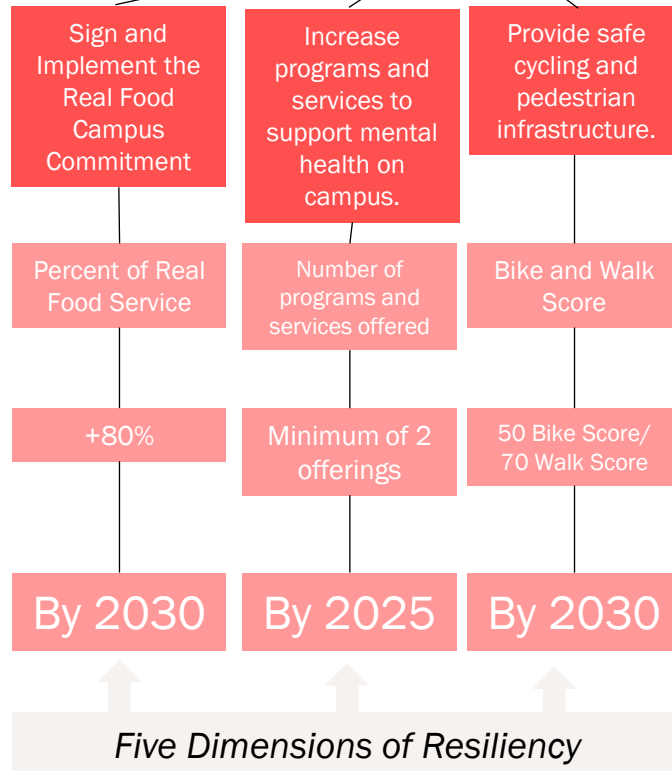 Sign and
Implement the
Real Food
Campus
Commitment
Increase
programs and
services to
support mental
health on
campus.
Provide safe
cycling and
pedestrian
infrastructure.
Percent of Real
Food Service
Number of
programs and
services offered
Bike and Walk
Score
+80%
Minimum of 2
offerings
50 Bike Score/
70 Walk Score
By 2030
By 2025
By 2030
Five Dimensions of Resiliency